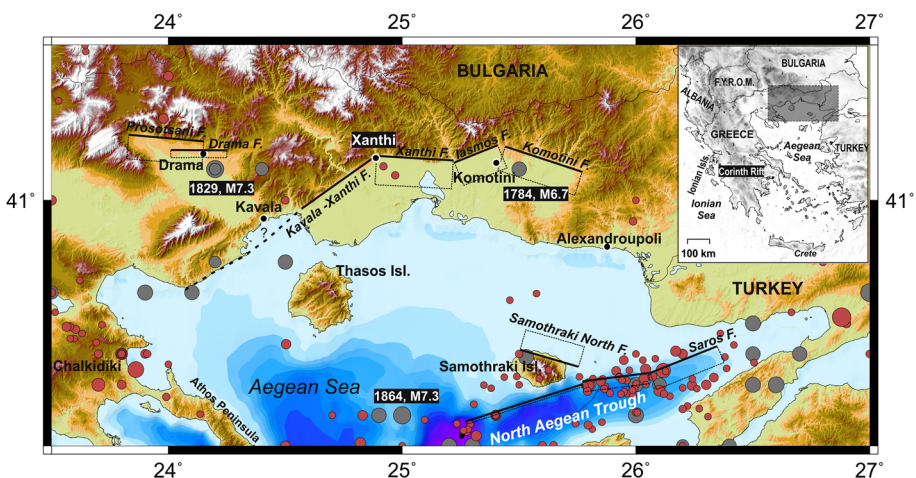 24°
25°
26°
27°
BULGARIA
BULGARIA
F.Y.R.O.M.
ALBANIA
GREECE
Aegean
Sea
TURKEY
Corinth Rift
Ionian Isls.
Ionian
Sea
100 km
Crete
Prosotsani F.
Drama F.
Drama
Xanthi
Xanthi F.
Iasmos F.
Komotini F.
Komotini
1829, M7.3
1784, M6.7
41°
41°
Kavala
?
Kavala -Xanthi F.
Alexandroupoli
Thasos Isl.
TURKEY
Samothraki North F.
Saros F.
Chalkidiki
Samothraki Isl.
Athos Peninsula
Aegean Sea
1864, M7.3
North Aegean Trough
24°
25°
26°
27°